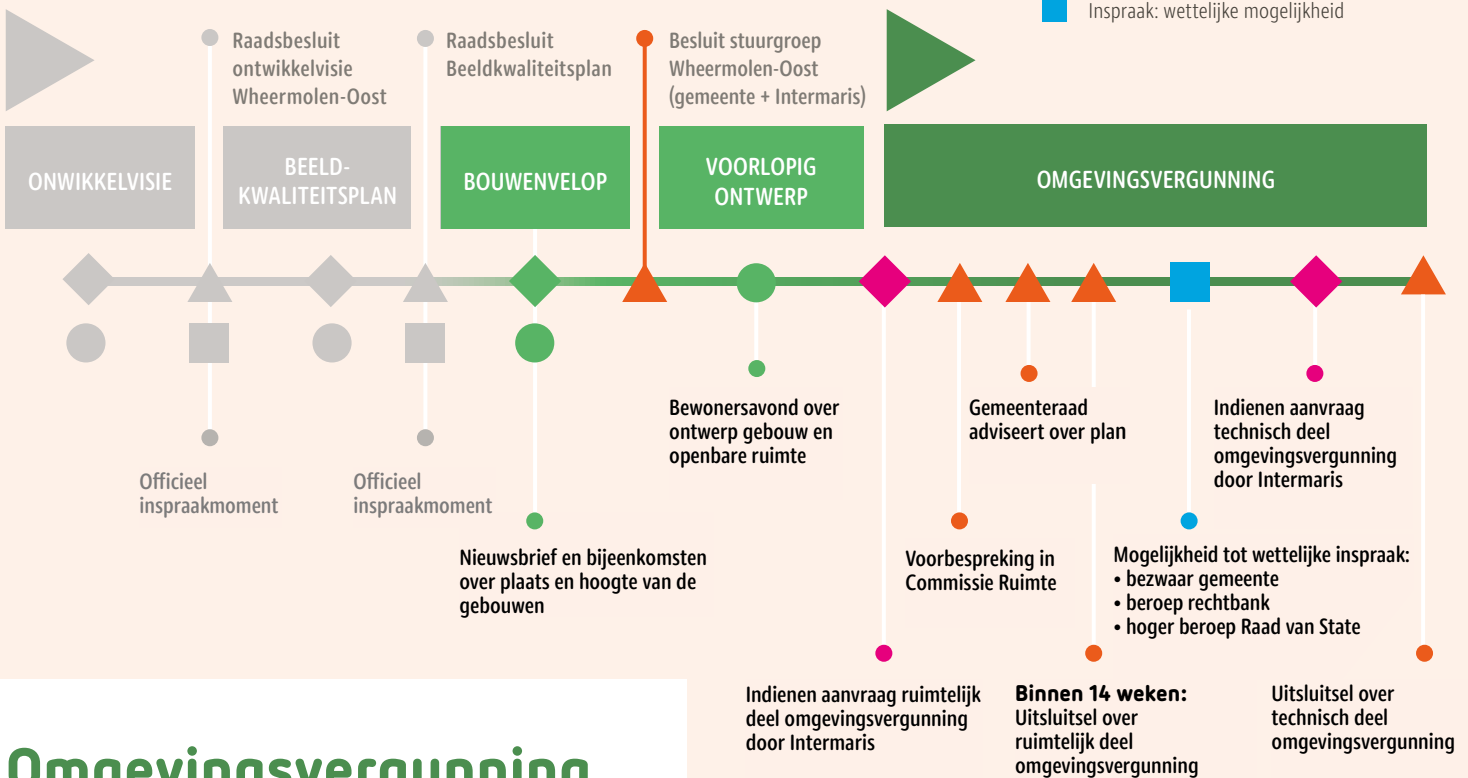 Inspraak: wettelijke mogelijkheid
Raadsbesluit
ontwikkelvisie
Wheermolen-Oost
Raadsbesluit
Beeldkwaliteitsplan
Besluit stuurgroep
Wheermolen-Oost
(gemeente + Intermaris)
ONWIKKELVISIE
BEELD-
KWALITEITSPLAN
BOUWENVELOP
VOORLOPIG
ONTWERP
OMGEVINGSVERGUNNING
Officieel
inspraakmoment
Officieel
inspraakmoment
Nieuwsbrief en bijeenkomsten
over plaats en hoogte van de
gebouwen
Bewonersavond over
ontwerp gebouw en
openbare ruimte
Indienen aanvraag ruimtelijk
deel omgevingsvergunning
door Intermaris
Voorbespreking in
Commissie Ruimte
Gemeenteraad
adviseert over plan
Binnen 14 weken:
Uitsluitsel over
ruimtelijk deel
omgevingsvergunning
Mogelijkheid tot wettelijke inspraak:
• bezwaar gemeente
• beroep rechtbank
• hoger beroep Raad van State
Indienen aanvraag
technisch deel
omgevingsvergunning
door Intermaris
Uitsluitsel over
technisch deel
omgevingsvergunning
Omgevingsvergunning